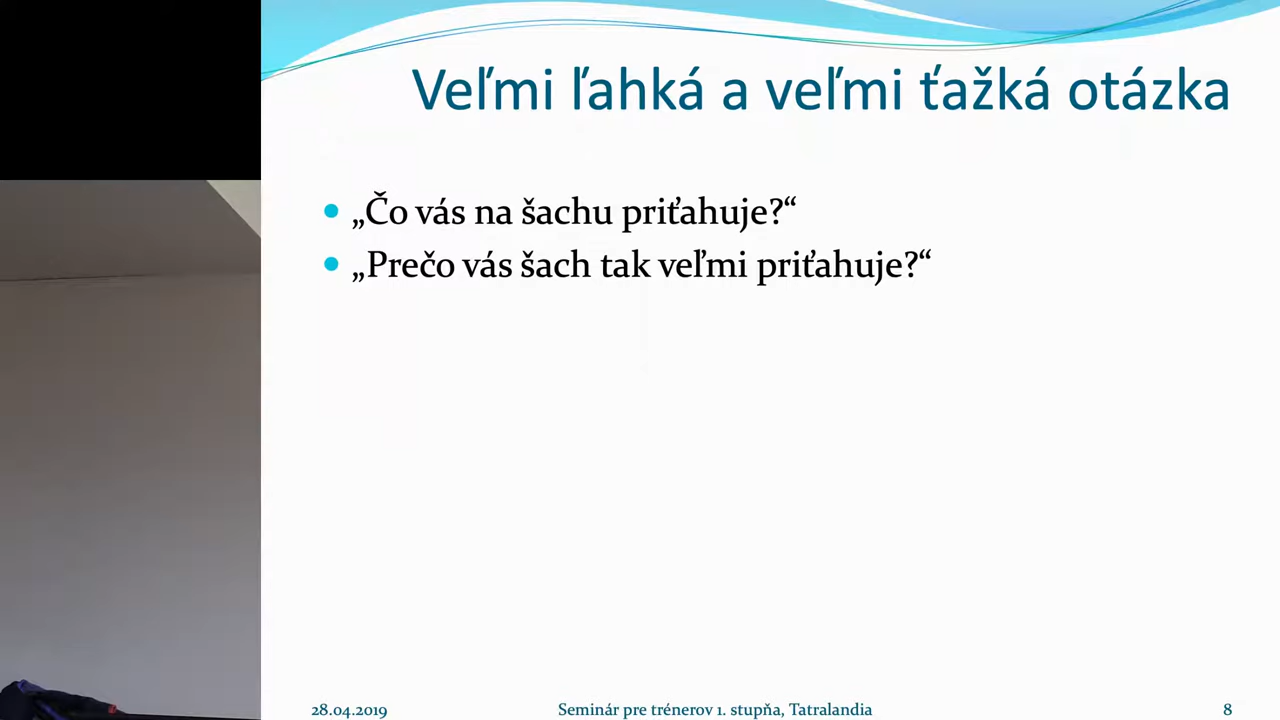 Veľmi ľahká a veľmi ťažká otázka
„Čo vás na šachu priťahuje?“
„Prečo vás šach tak veľmi priťahuje?“
28.04.2019
Seminár pre trénerov 1. stupňa, Tatralandia
8